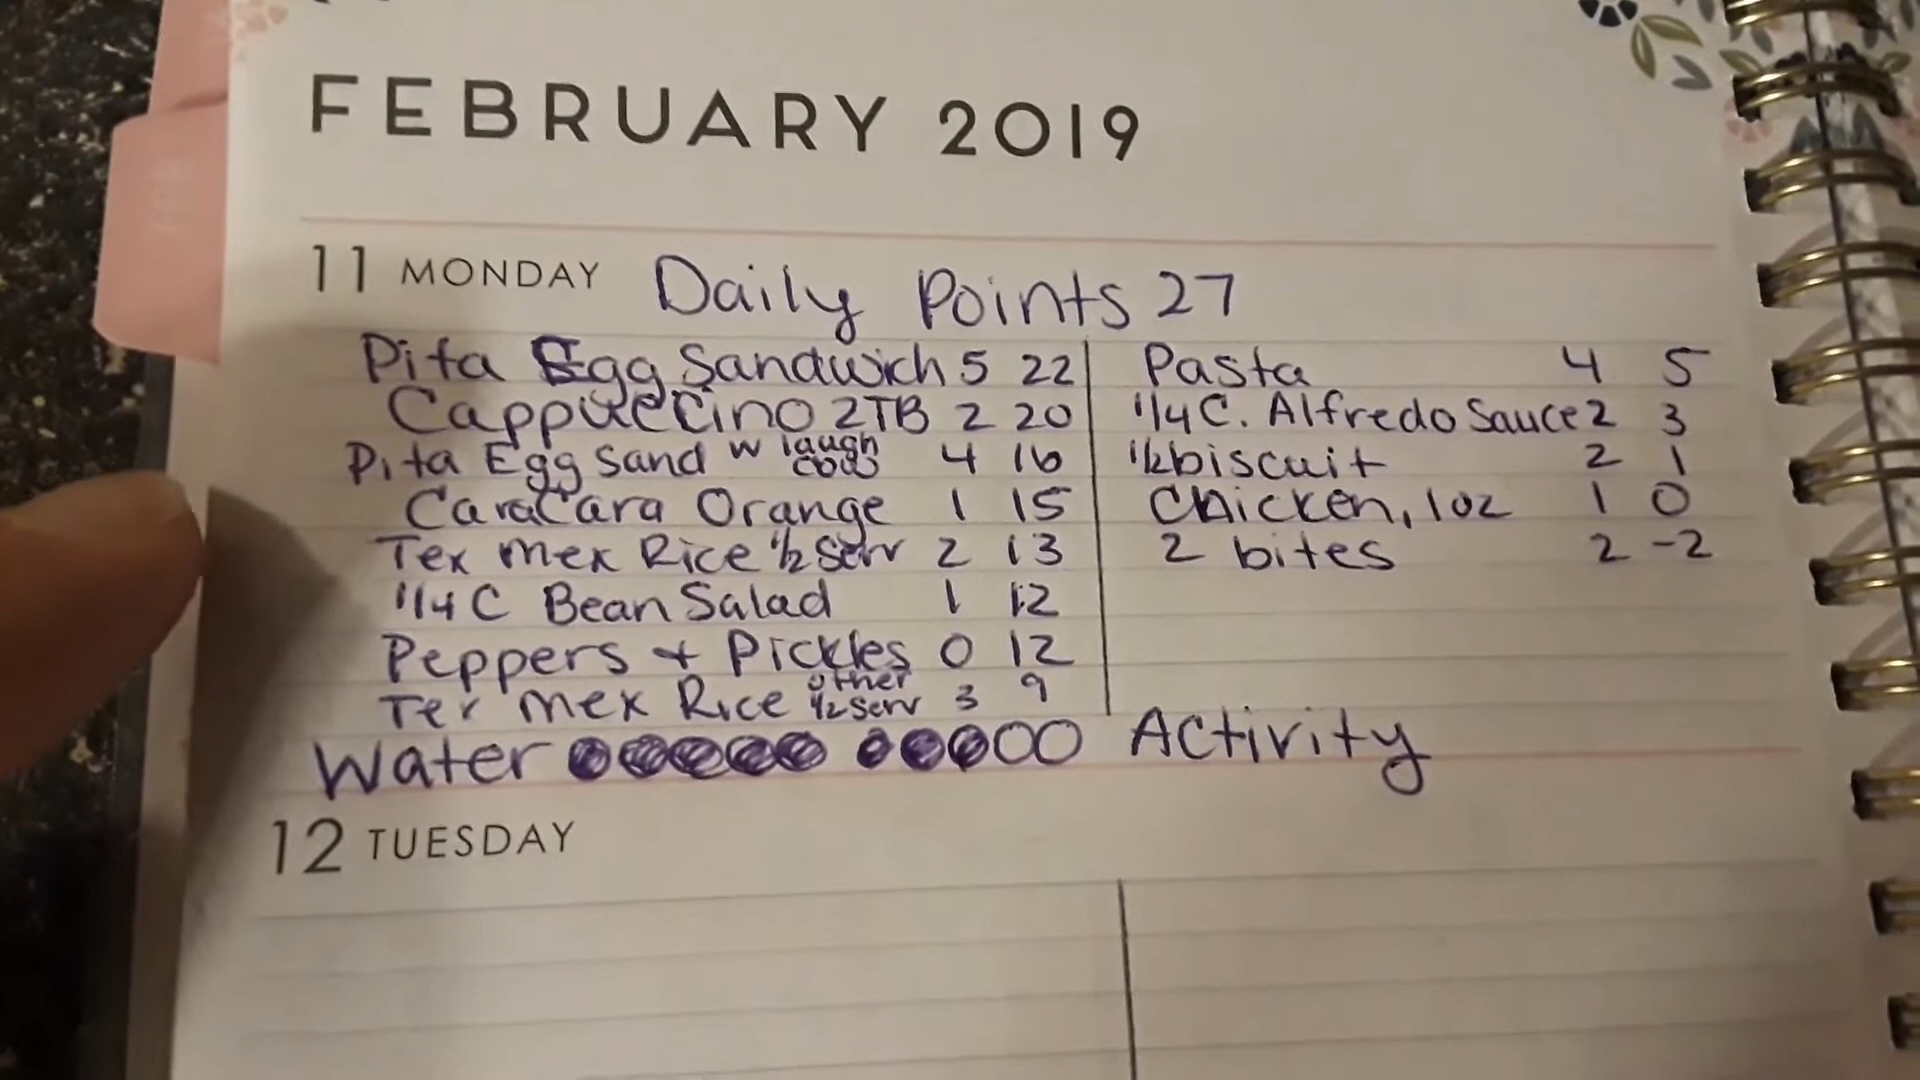 FEBRUARY 2019
11 MONDAY Daily Points 27
Pita Egg Sandwich 5 22
Cappuccino 2TB 2 20
Pita Egg Sand w laugh cow 4 16
CaraCara Orange 1 15
Tex Mex Rice 1/2 Serv 2 13
1/4 C Bean Salad 1 12
Peppers + Pickles 0 12
Tex Mex Rice other 1/2 serv 3 9
Pasta 4 5
1/4 C. Alfredo Sauce 2 3
1/2 biscuit 2 1
Chicken, 1oz 1 0
2 bites 2 -2
Water Activity
12 TUESDAY